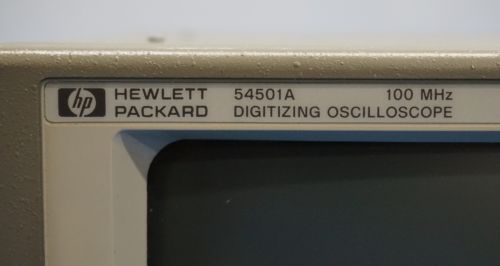 hp HEWLETT 54501A 100 MHz
PACKARD DIGITIZING OSCILLOSCOPE